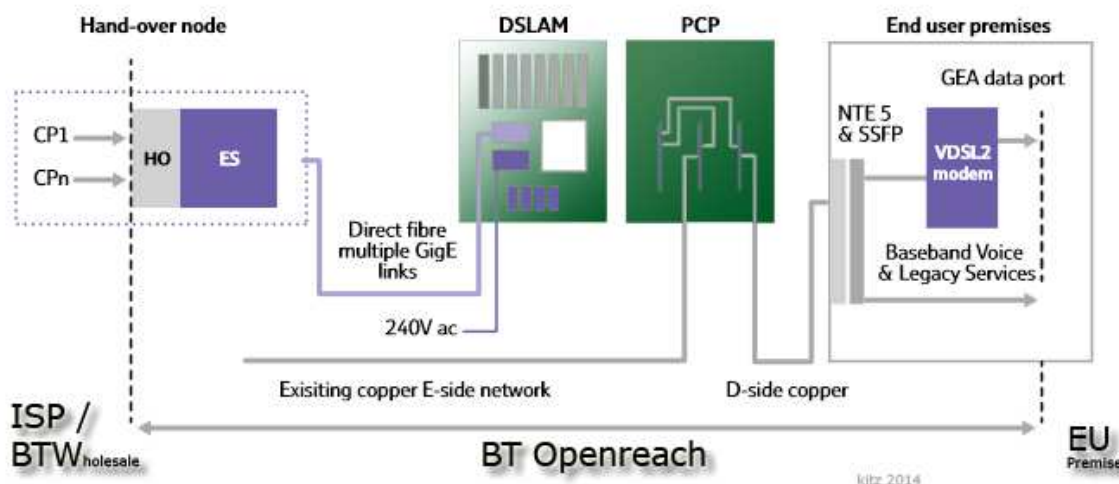 Hand-over node
DSLAM
PCP
End user premises
GEA data port
CP1
CPn
HO
ES
NTE 5
& SSFP
VDSL2
modem
Direct fibre
multiple GigE
links
Baseband Voice
& Legacy Services
240V ac
Exisiting copper E-side network
D-side copper
ISP /
BTWholesale
BT Openreach
EU
Premise
kitz 2014